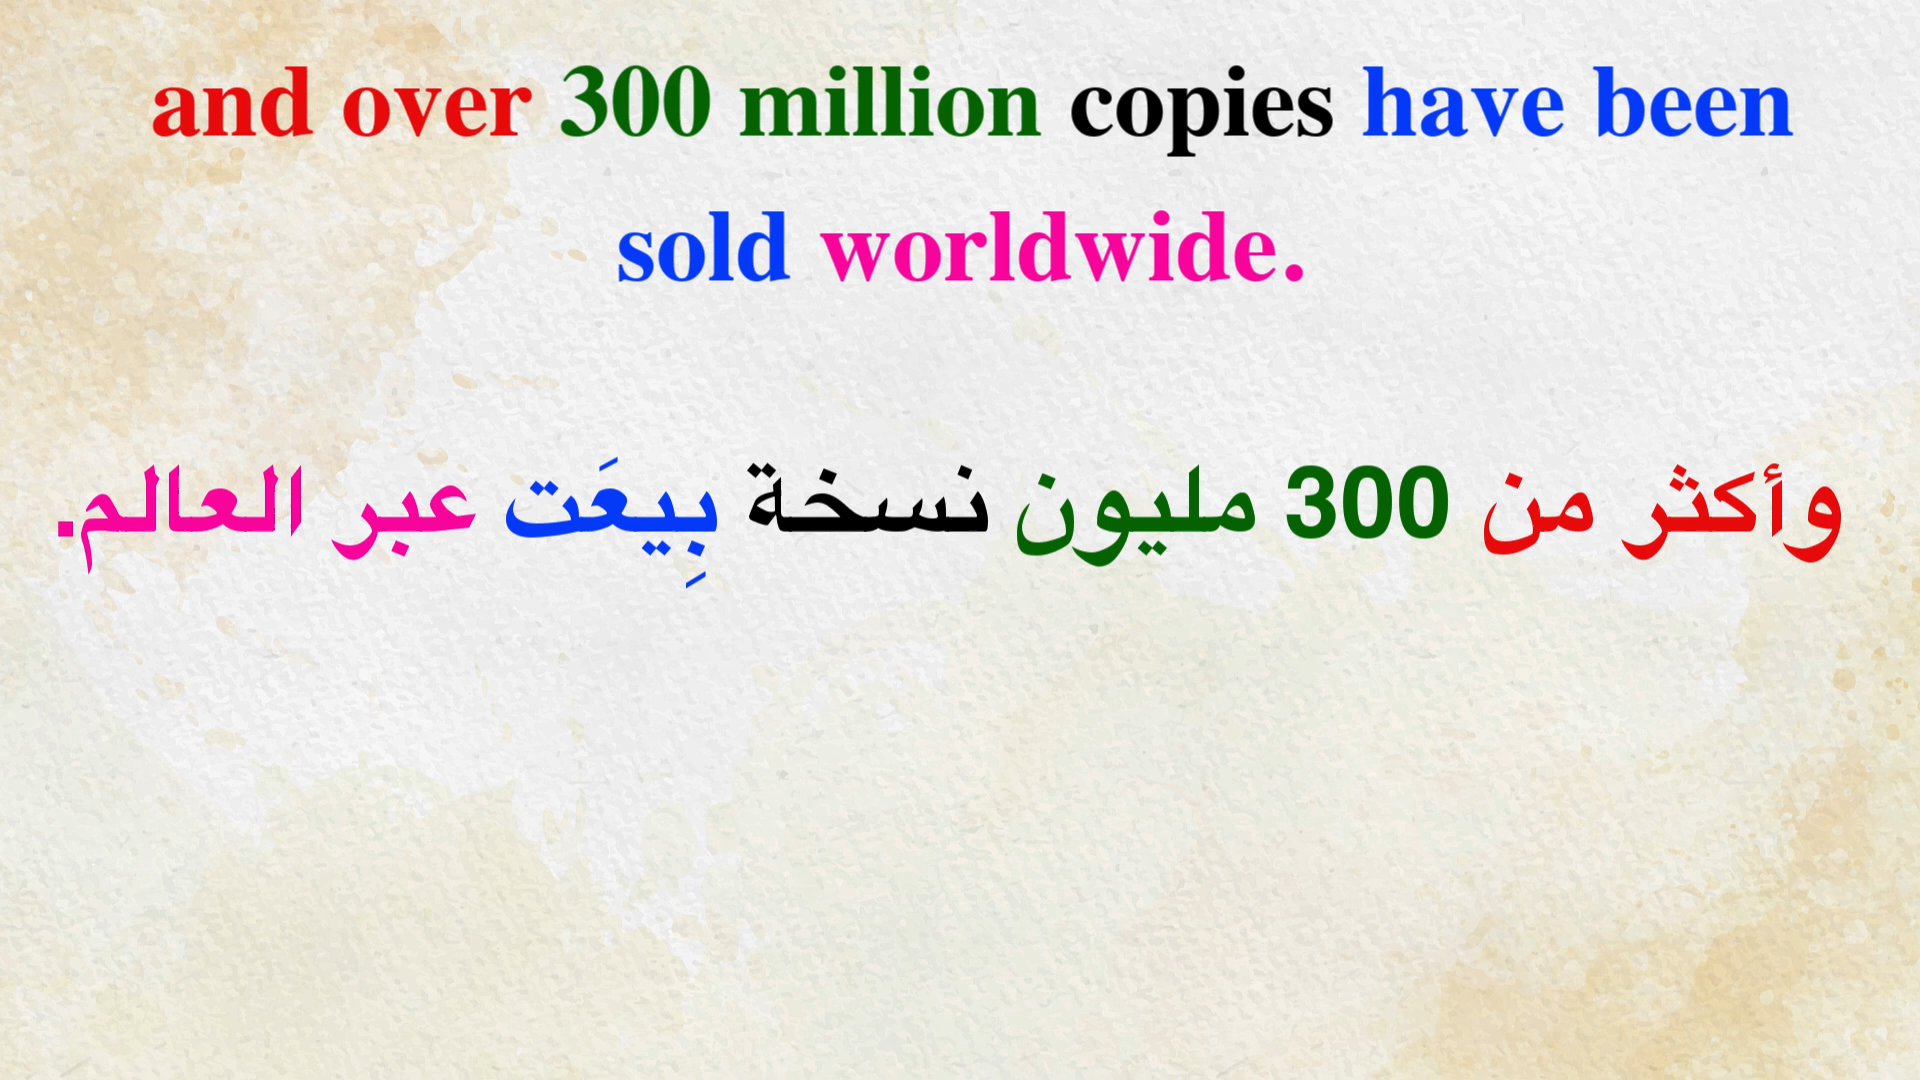 and over 300 million copies have been
sold worldwide.
وأكثر من 300 مليون نسخة بِيعَت عبر العالم.